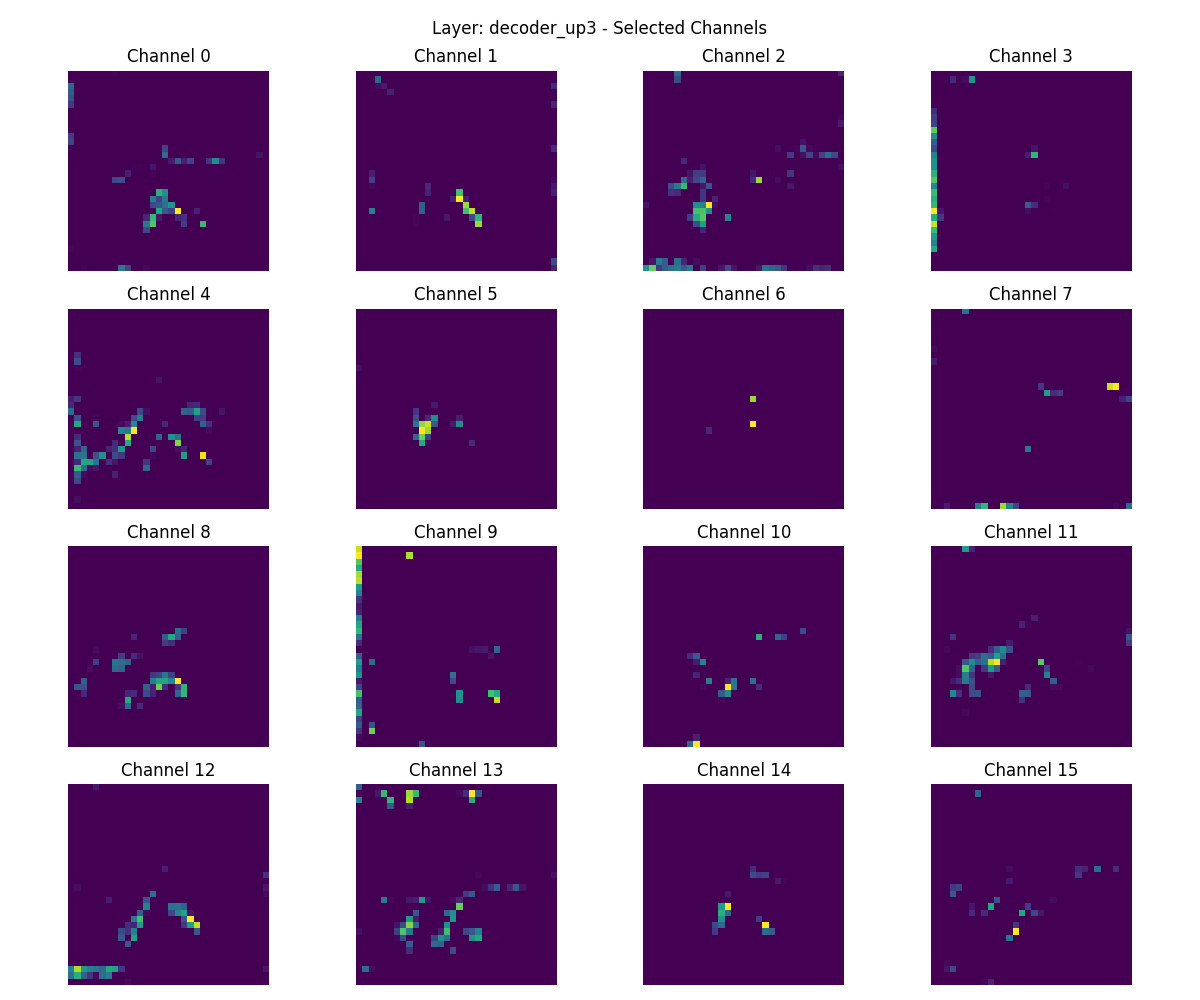 Layer: decoder_up3 - Selected Channels
Channel 0
Channel 1
Channel 2
Channel 3
Channel 4
Channel 5
Channel 6
Channel 7
Channel 8
Channel 9
Channel 10
Channel 11
Channel 12
Channel 13
Channel 14
Channel 15